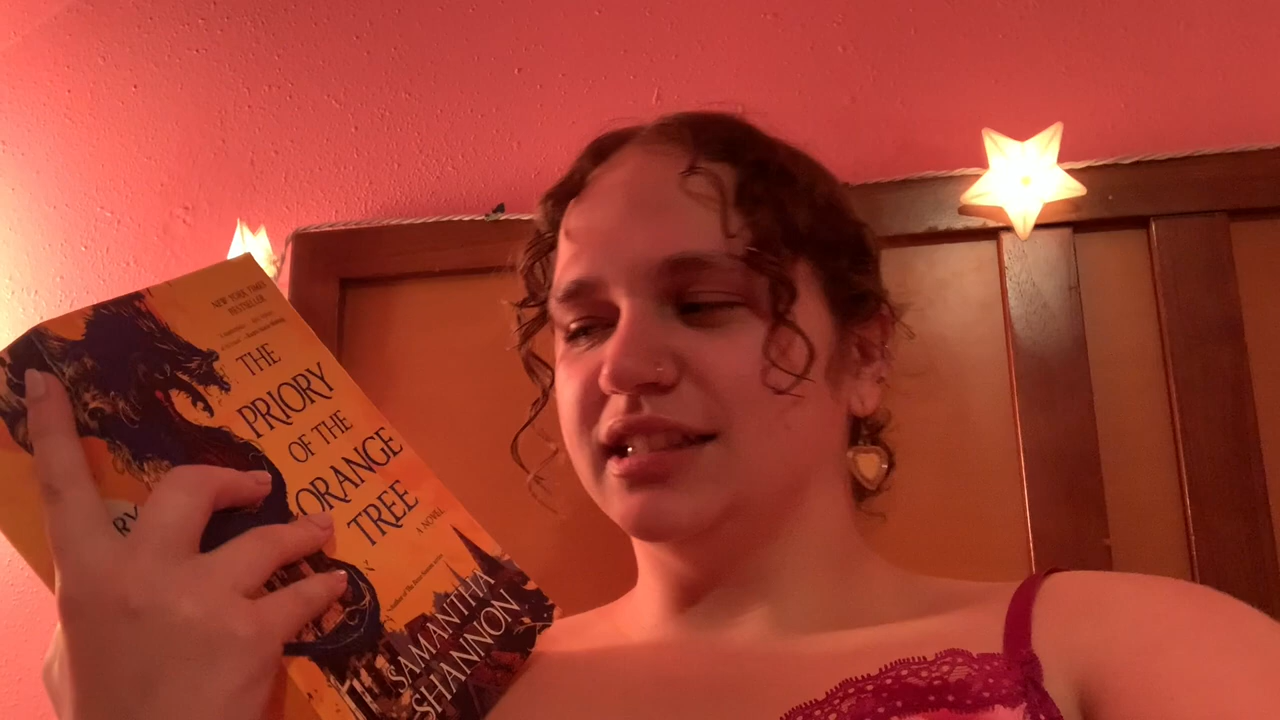 NEW YORK TIMES
BESTSELLER
THE
PRIORY
OF THE
ORANGE
TREE
A NOVEL
SAMANTHA
SHANNON